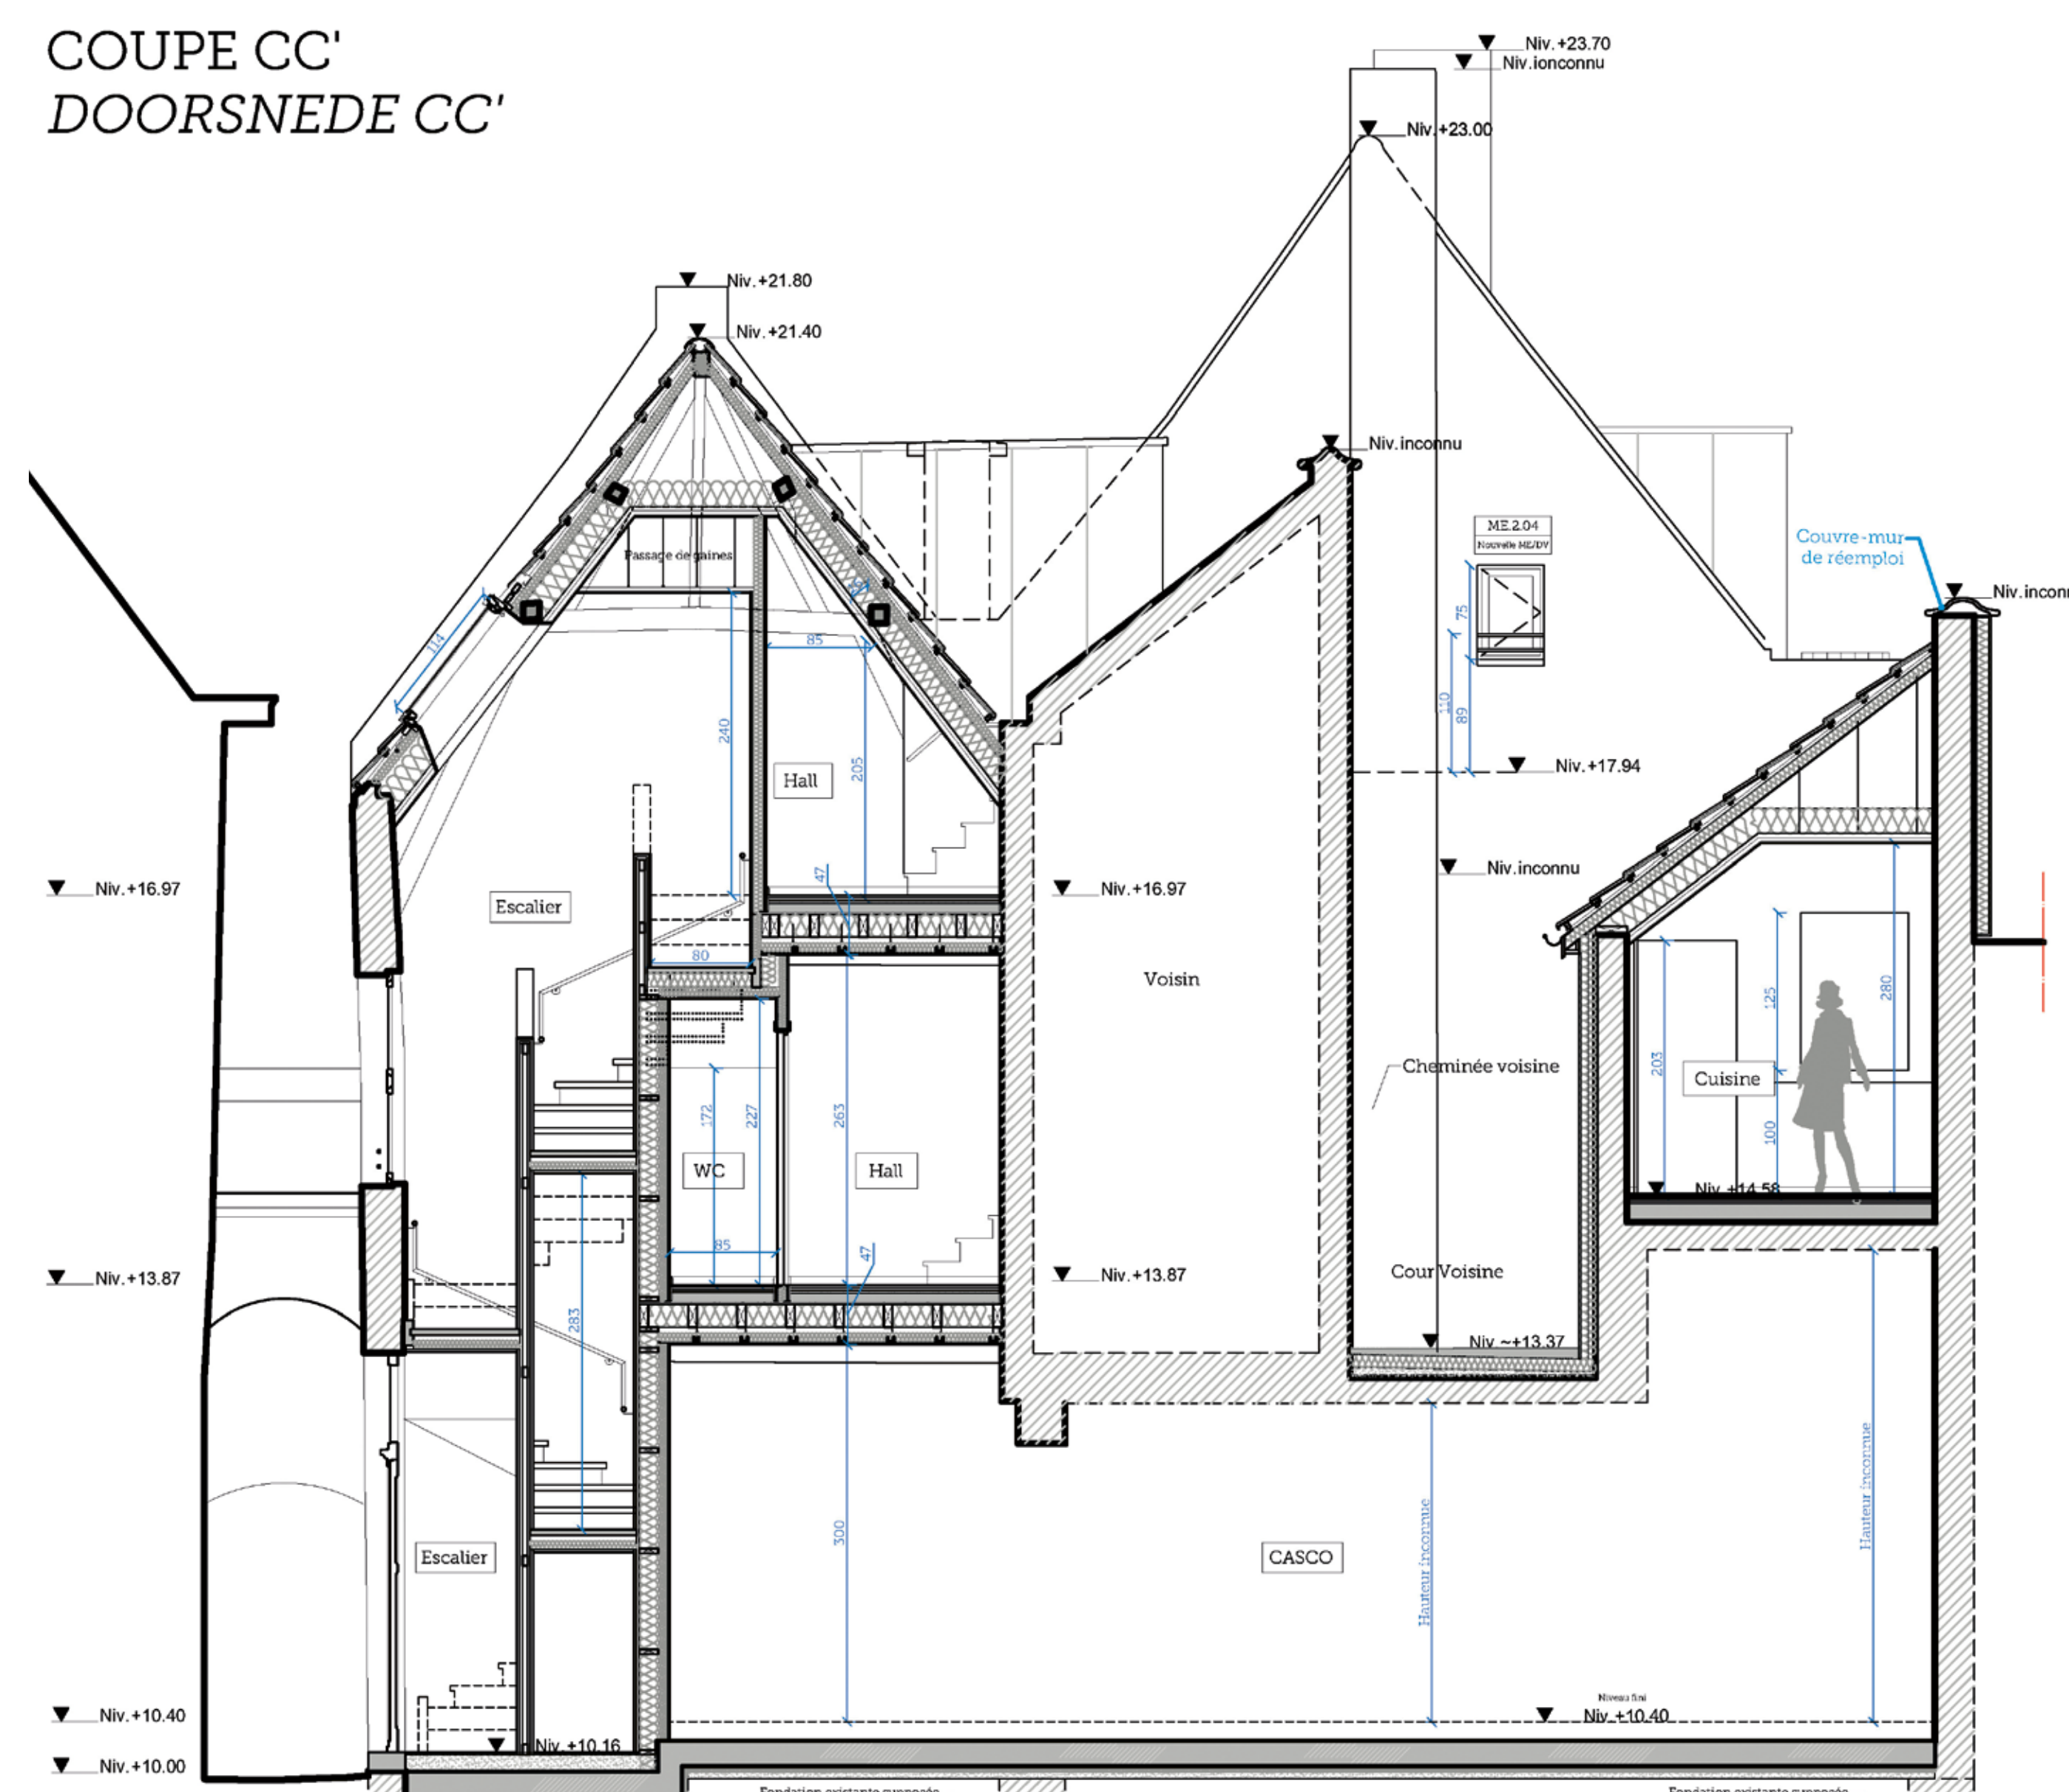 COUPE CC'
DOORSNEDE CC'
Niv.+23.70
Niv.ionconnu
Niv.+23.00
Niv.+21.80
Niv.+21.40
Niv.inconnu
ME.2.04
Nouvelle ME/DV
Couvre-mur
de réemploi
Passage de gaines
Niv.incon
114
85
75
110
89
240
205
Hall
Niv.+17.94
47
Niv.inconnu
Niv.+16.97
Niv.+16.97
Escalier
80
Voisin
125
280
203
Cheminée voisine
Cuisine
172
227
263
100
WC
Hall
Niv.+14.58
85
47
Niv.+13.87
Niv.+13.87
Cour Voisine
283
Niv.~+13.37
300
Hauteur inconnue
Hauteur inconnue
Escalier
CASCO
Niveau fini
Niv.+10.40
Niv.+10.40
Niv.+10.16
Niv.+10.00